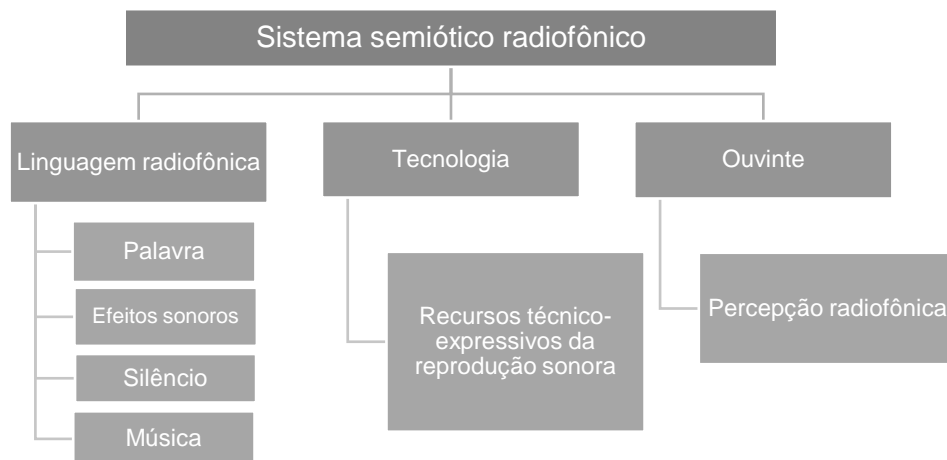 Sistema semiótico radiofônico
Linguagem radiofônica
Palavra
Efeitos sonoros
Silêncio
Música
Tecnologia
Recursos técnico-
expressivos da
reprodução sonora
Ouvinte
Percepção radiofônica